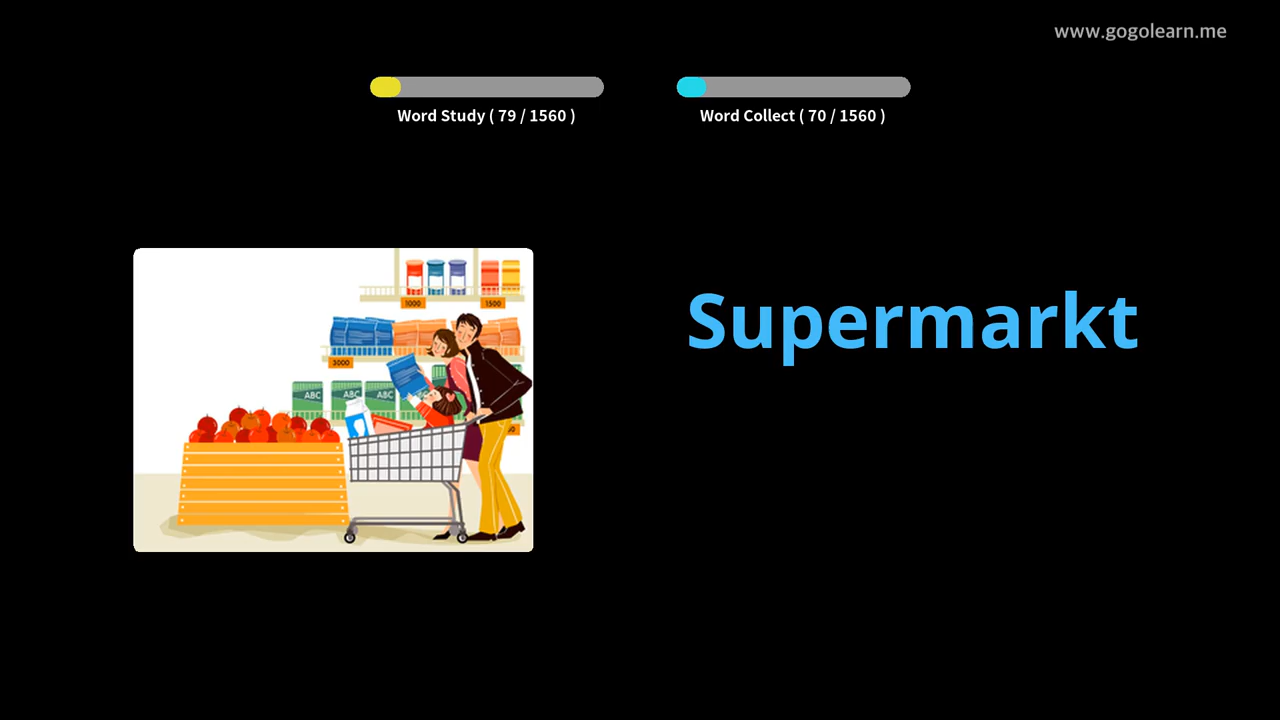 www.gogolearn.me
Word Study ( 79 / 1560 )
Word Collect ( 70 / 1560 )
1000
1500
3000
ABC
ABC
ABC
Supermarkt